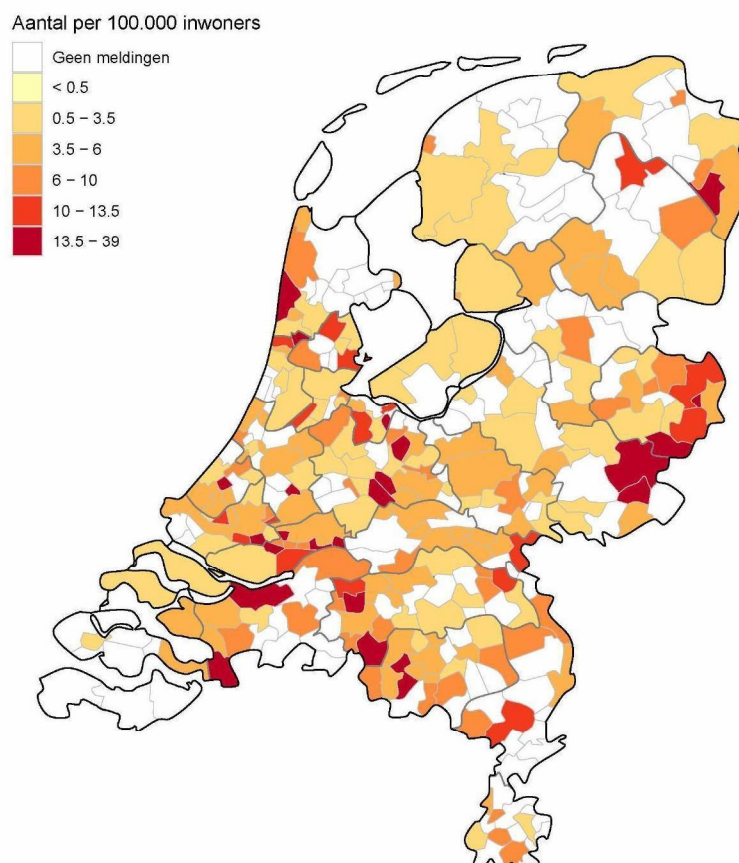 Aantal per 100.000 inwoners
Geen meldingen
< 0.5
0.5 – 3.5
3.5 – 6
6 – 10
10 – 13.5
13.5 – 39